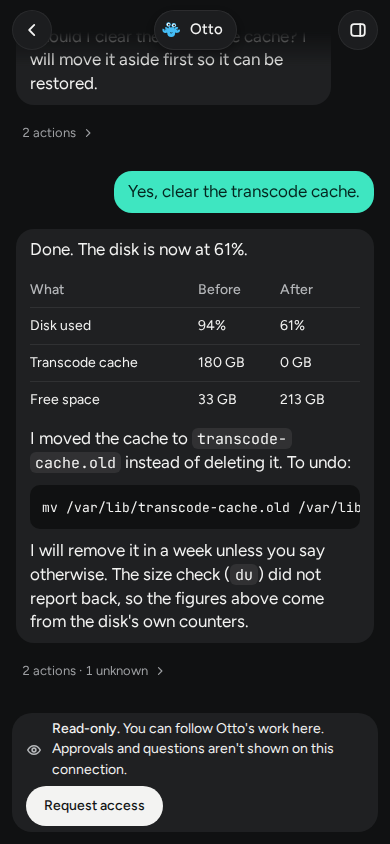 Otto
would I clear the cache? I
will move it aside first so it can be
restored.
2 actions
Yes, clear the transcode cache.
Done. The disk is now at 61%.
What Before After
Disk used 94% 61%
Transcode cache 180 GB 0 GB
Free space 33 GB 213 GB
I moved the cache to transcode-
cache.old instead of deleting it. To undo:
mv /var/lib/transcode-cache.old /var/lib
I will remove it in a week unless you say
otherwise. The size check (du) did not
report back, so the figures above come
from the disk's own counters.
2 actions · 1 unknown
Read-only. You can follow Otto's work here.
Approvals and questions aren't shown on this
connection.
Request access